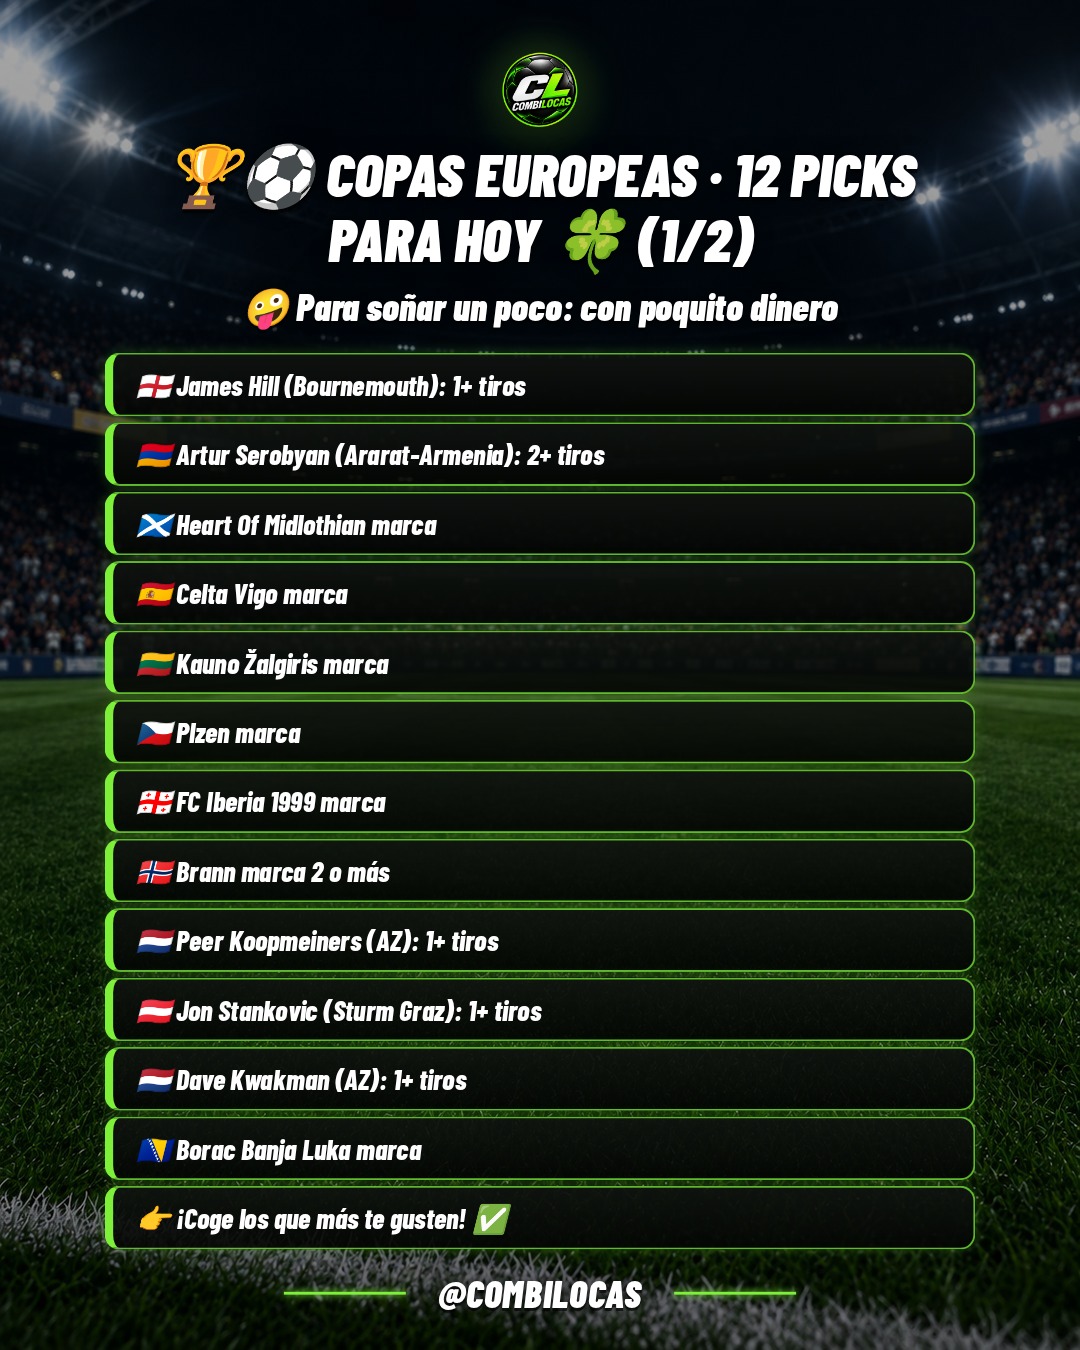 CL
COMBILOCAS
🏆⚽ COPAS EUROPEAS · 12 PICKS
PARA HOY 🍀 (1/2)
🤪 Para soñar un poco: con poquito dinero
🏴󠁧󠁢󠁥󠁮󠁧󠁿 James Hill (Bournemouth): 1+ tiros
🇦🇲 Artur Serobyan (Ararat-Armenia): 2+ tiros
🏴󠁧󠁢󠁳󠁣󠁴󠁿 Heart Of Midlothian marca
🇪🇸 Celta Vigo marca
🇱🇹 Kauno Žalgiris marca
🇨🇿 Plzen marca
🇬🇪 FC Iberia 1999 marca
🇳🇴 Brann marca 2 o más
🇳🇱 Peer Koopmeiners (AZ): 1+ tiros
🇦🇹 Jon Stankovic (Sturm Graz): 1+ tiros
🇳🇱 Dave Kwakman (AZ): 1+ tiros
🇧🇦 Borac Banja Luka marca
👉 ¡Coge los que más te gusten! ✅
@COMBILOCAS